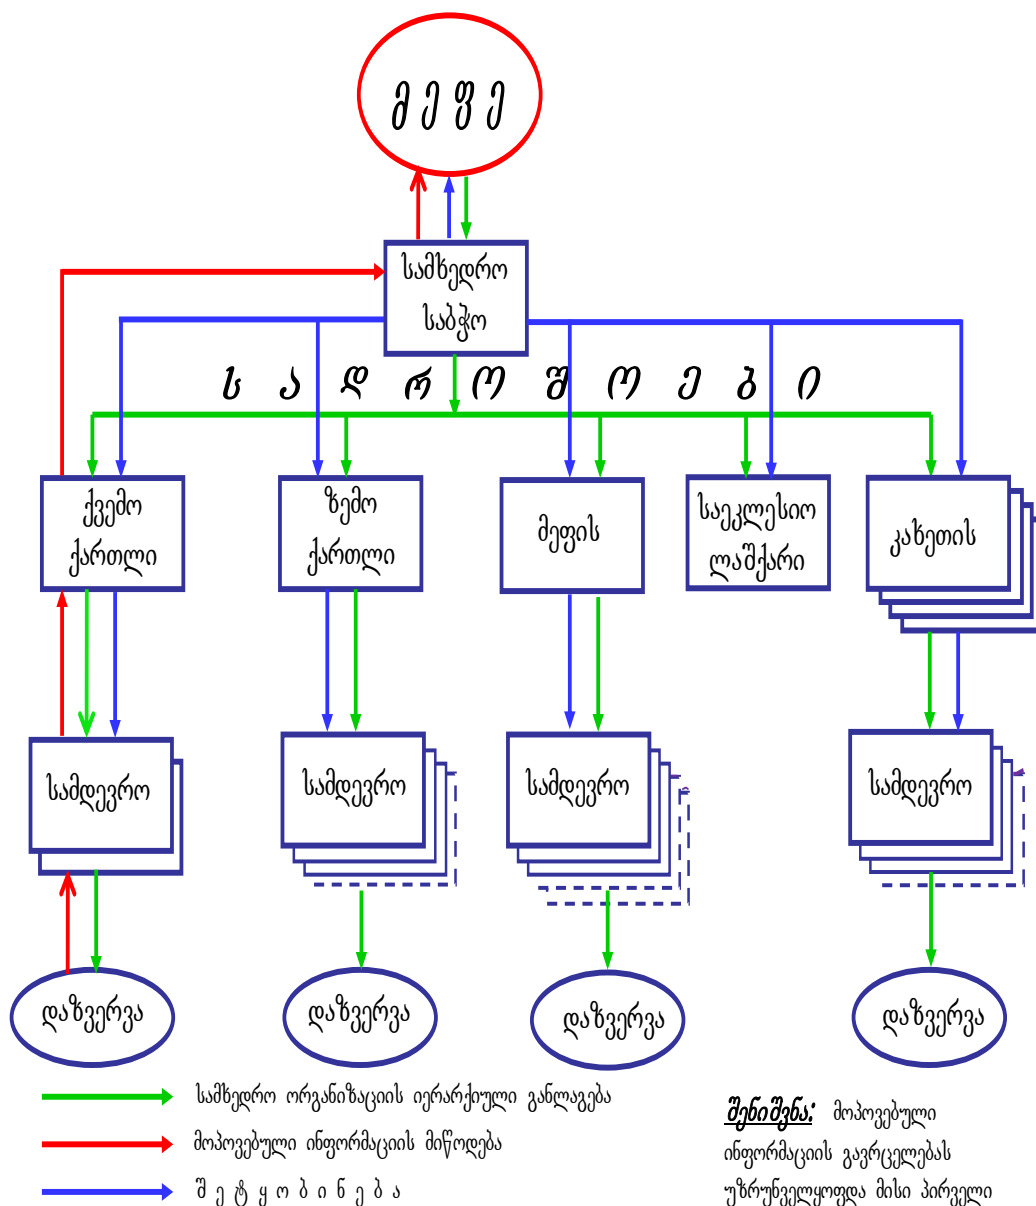 მ ე ფ ე
სამხედრო
საბჭო
ს ა დ რ ო შ ო ე ბ ი
ქვემო
ქართლი
ზემო
ქართლი
მეფის
საეკლესიო
ლაშქარი
კახეთის
სამდევრო
სამდევრო
სამდევრო
სამდევრო
დაზვერვა
დაზვერვა
დაზვერვა
დაზვერვა
სამხედრო ორგანიზაციის იერარქიული განლაგება
მოპოვებული ინფორმაციის მიწოდება
შ ე ტ ყ ო ბ ი ნ ე ბ ა
შენიშვნა: მოპოვებული
ინფორმაციის გავრცელებას
უზრუნველყოფდა მისი პირველი